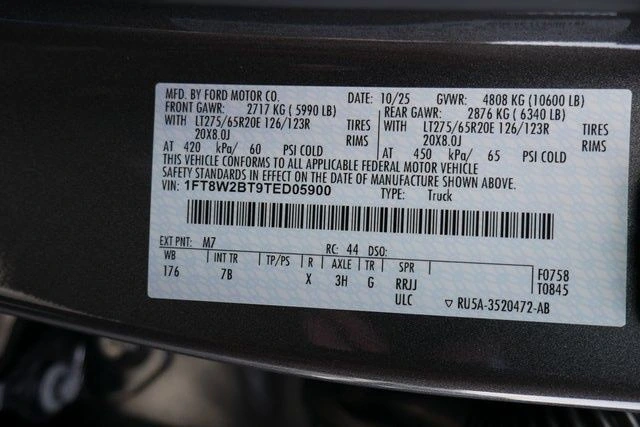 MFD. BY FORD MOTOR CO. DATE: 10/25 GVWR: 4808 KG (10600 LB)
FRONT GAWR: 2717 KG ( 5990 LB) REAR GAWR: 2876 KG ( 6340 LB)
WITH LT275/65R20E 126/123R TIRES WITH LT275/65R20E 126/123R TIRES
20X8.0J RIMS 20X8.0J RIMS
AT 420 kPa/ 60 PSI COLD AT 450 kPa/ 65 PSI COLD
THIS VEHICLE CONFORMS TO ALL APPLICABLE FEDERAL MOTOR VEHICLE
SAFETY STANDARDS IN EFFECT ON THE DATE OF MANUFACTURE SHOWN ABOVE.
VIN: 1FT8W2BT9TED05900 TYPE: Truck
EXT PNT: M7 RC: 44 DSO:
WB INT TR TP/PS R AXLE TR SPR F0758
176 7B X 3H G RRJJ T0845
ULC ▽ RU5A-3520472-AB